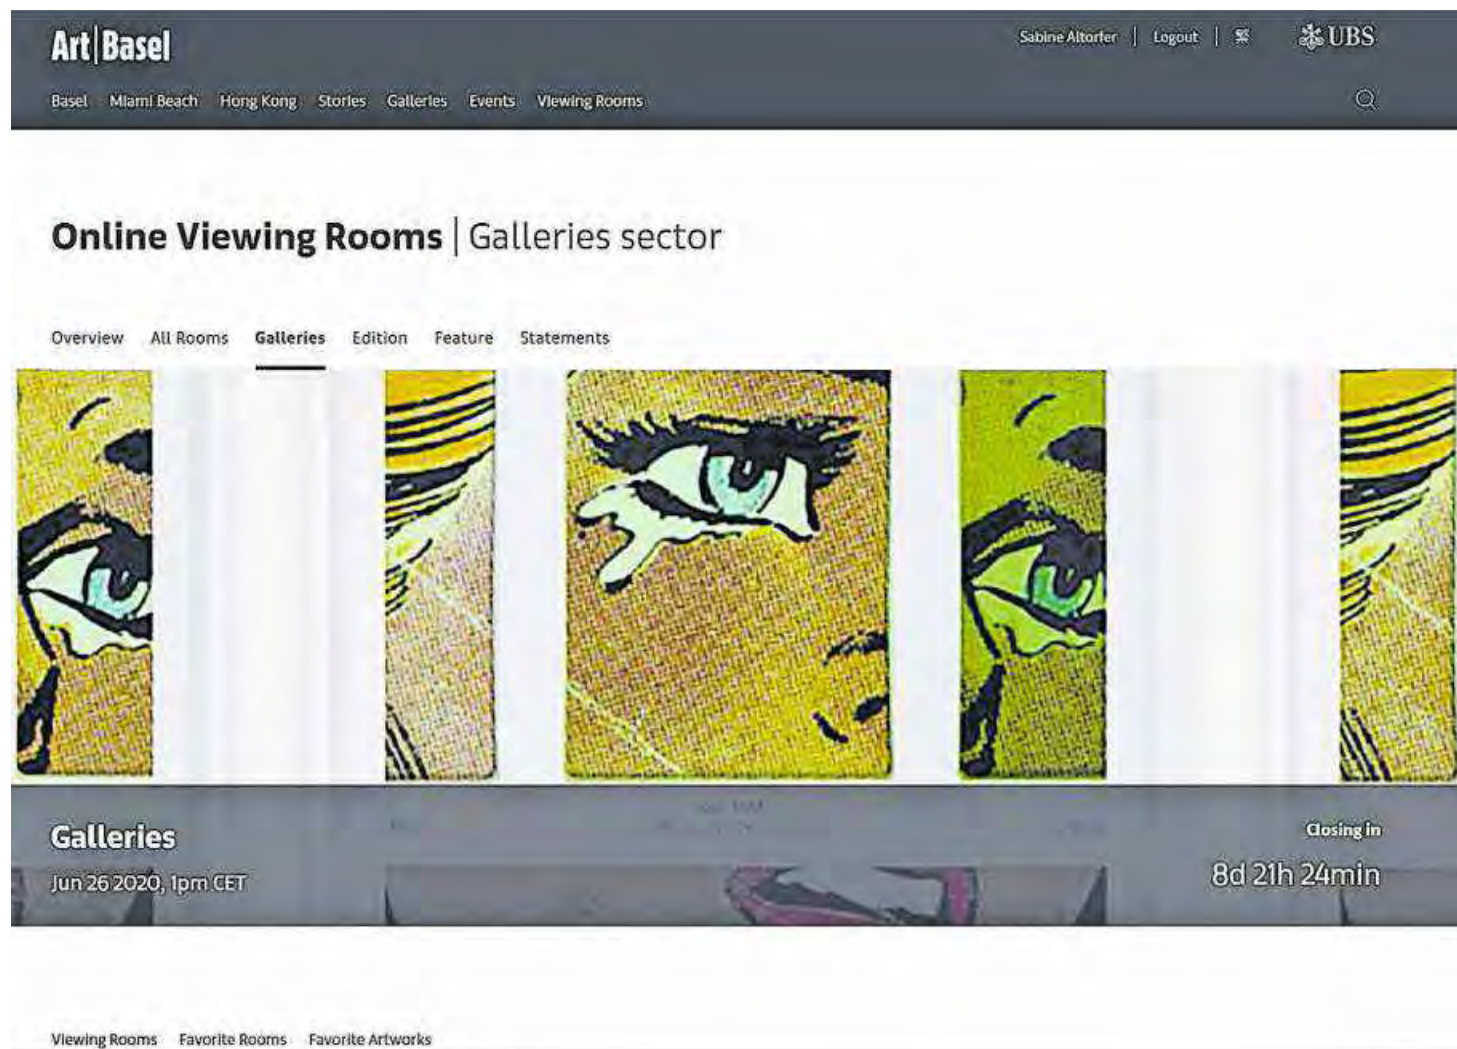 Art|Basel
Sabine Altorfer | Logout |
UBS
Basel Miami Beach Hong Kong Stories Galleries Events Viewing Rooms
Online Viewing Rooms | Galleries sector
Overview All Rooms Galleries Edition Feature Statements
Galleries
Closing in
Jun 26 2020, 1pm CET
8d 21h 24min
Viewing Rooms Favorite Rooms Favorite Artworks